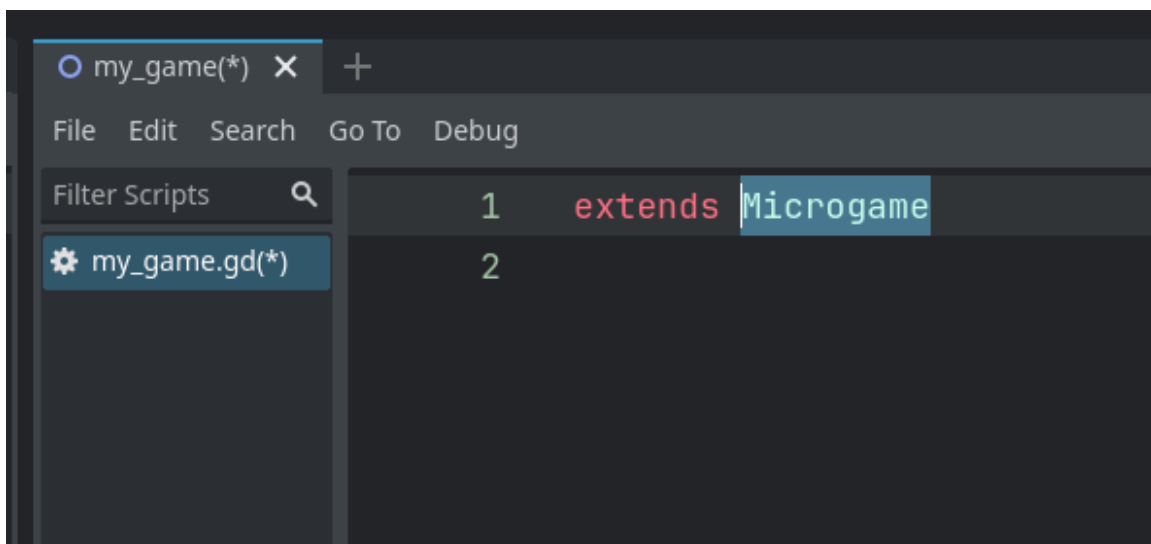 my_game(*)
File Edit Search Go To Debug
Filter Scripts
my_game.gd(*)
1 extends Microgame
2